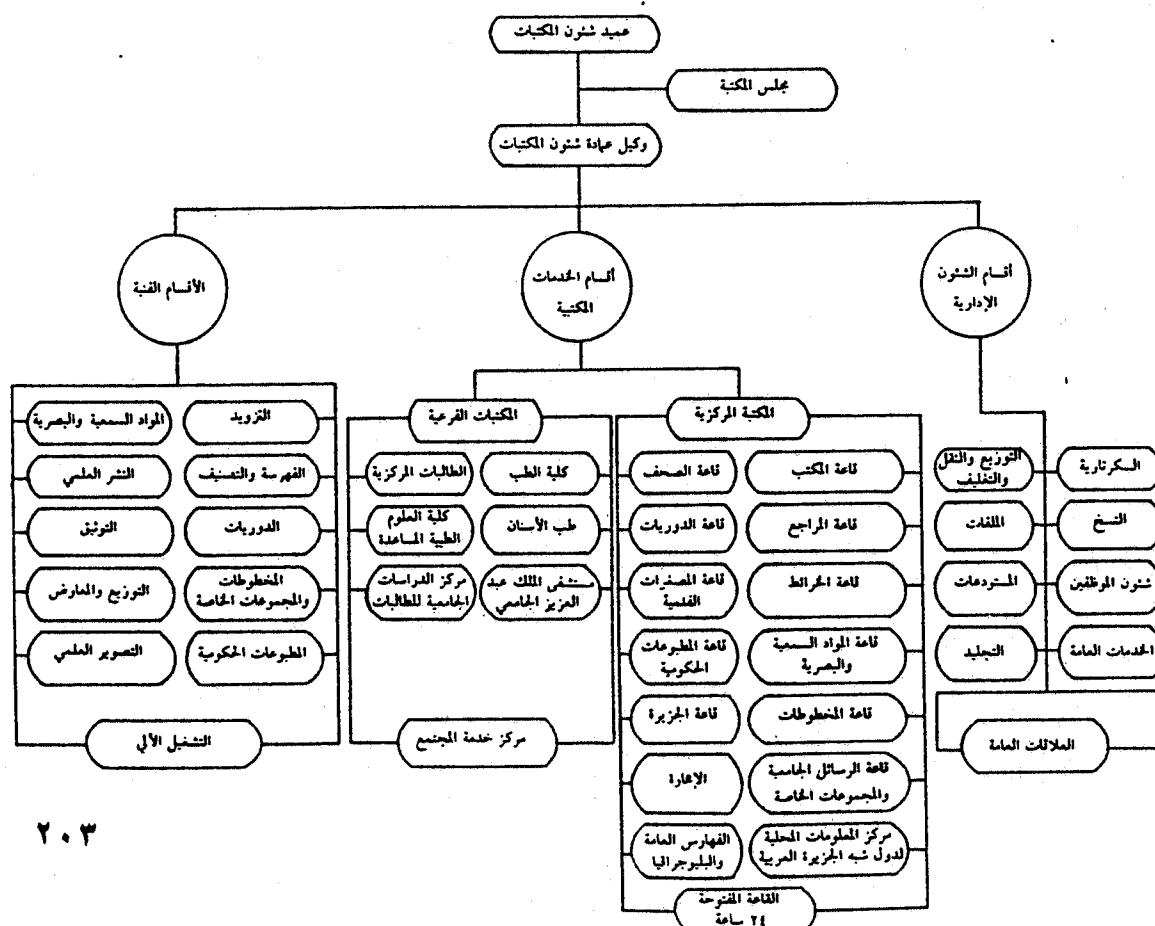 عميد شئون المكتبات
مجلس المكتبة
وكيل عمادة شئون المكتبات
أقسام الشئون
الإدارية
أقسام الخدمات
المكتبية
الأقسام الفنية
السكرتارية
التوزيع والنقل
والتغليف
النسخ
الملفات
شئون الموظفين
المستودعات
الخدمات العامة
التجليد
العلاقات العامة
المكتبة المركزية
قاعة المكتب
قاعة الصحف
قاعة المراجع
قاعة الدوريات
قاعة الخرائط
قاعة المصغرات
الفلمية
قاعة المواد السمعية
والبصرية
قاعة المطبوعات
الحكومية
قاعة المخطوطات
قاعة الجزيرة
قاعة الرسائل الجامعية
والمجموعات الخاصة
الإعارة
مركز المعلومات المحلية
لدول شبه الجزيرة العربية
الفهارس العامة
والببليوجرافيا
القاعة المفتوحة
٢٤ ساعة
المكتبات الفرعية
كلية الطب
الطالبات المركزية
طب الأسنان
كلية العلوم
الطبية المساعدة
مستشفى الملك عبد
العزيز الجامعي
مركز الدراسات
الجامعية للطالبات
مركز خدمة المجتمع
التزويد
المواد السمعية والبصرية
الفهرسة والتصنيف
النشر العلمي
الدوريات
التوثيق
المخطوطات
والمجموعات الخاصة
التوزيع والمعارض
المطبوعات الحكومية
التصوير العلمي
التشغيل الآلي
٢٠٣